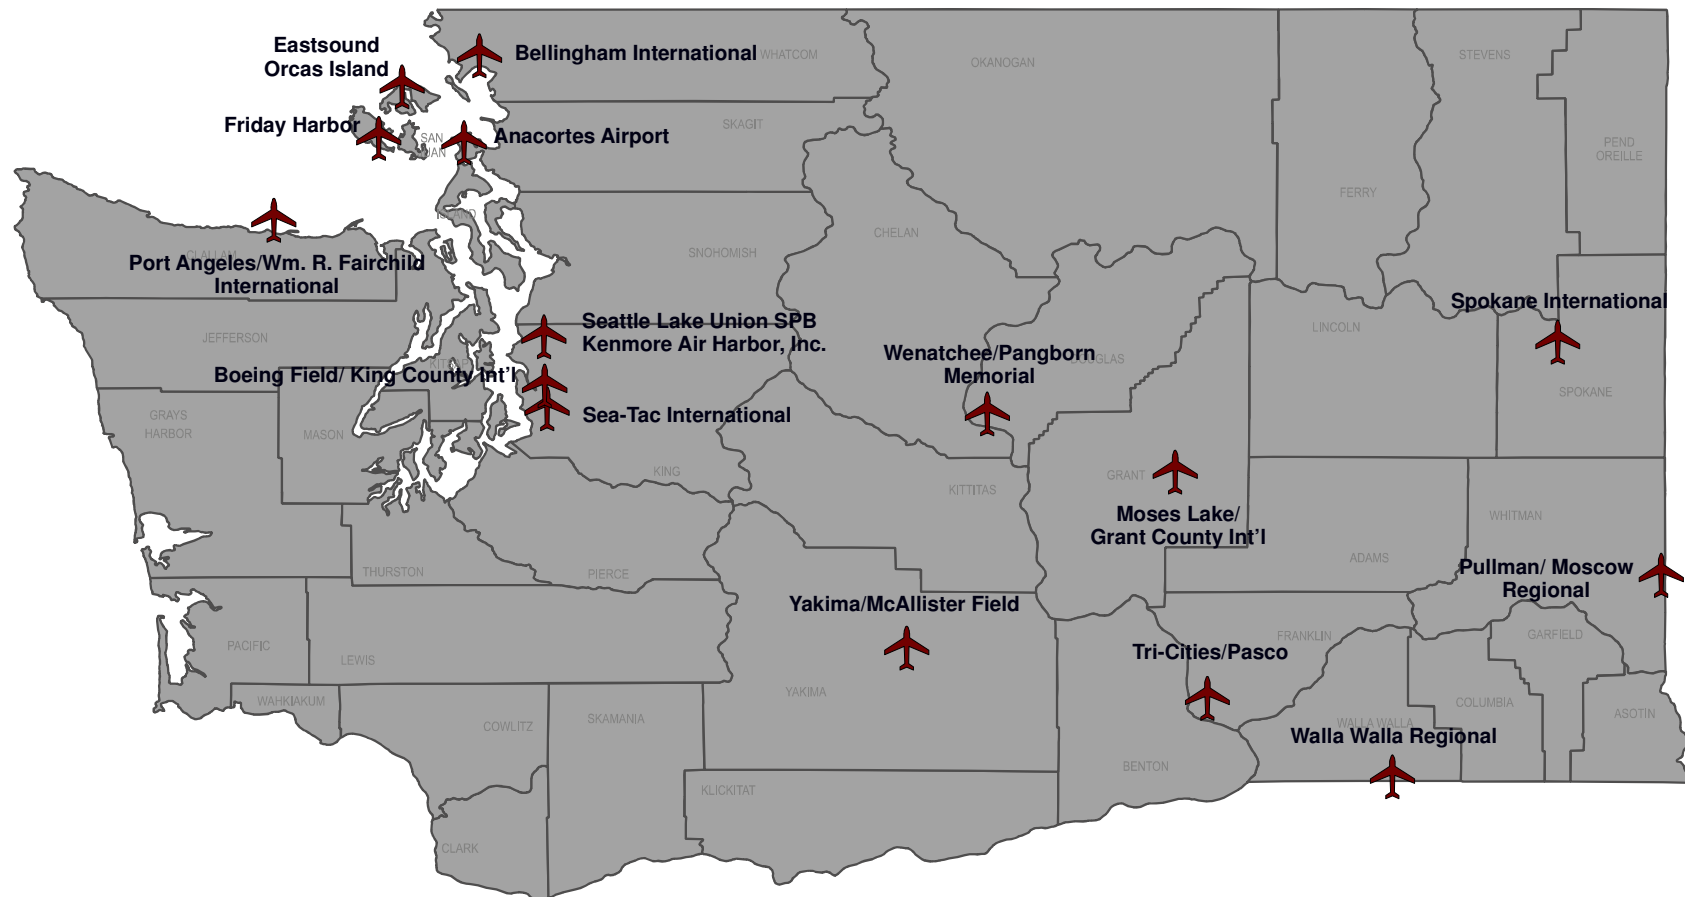 Eastsound
Orcas Island
Bellingham International
WHATCOM
OKANOGAN
STEVENS
Friday Harbor
SAN
JUAN
Anacortes Airport
SKAGIT
PEND
OREILLE
FERRY
ISLAND
CHELAN
SNOHOMISH
CLALLAM
Port Angeles/Wm. R. Fairchild
International
Spokane International
Seattle Lake Union SPB
Kenmore Air Harbor, Inc.
LINCOLN
JEFFERSON
Wenatchee/Pangborn
Memorial
DOUGLAS
KITSAP
Boeing Field/ King County Int'l
SPOKANE
GRAYS
HARBOR
MASON
Sea-Tac International
KING
KITTITAS
GRANT
Moses Lake/
Grant County Int'l
WHITMAN
ADAMS
THURSTON
PIERCE
Pullman/ Moscow
Regional
Yakima/McAllister Field
FRANKLIN
GARFIELD
PACIFIC
LEWIS
Tri-Cities/Pasco
YAKIMA
WAHKIAKUM
COWLITZ
SKAMANIA
COLUMBIA
ASOTIN
WALLA WALLA
Walla Walla Regional
BENTON
KLICKITAT
CLARK